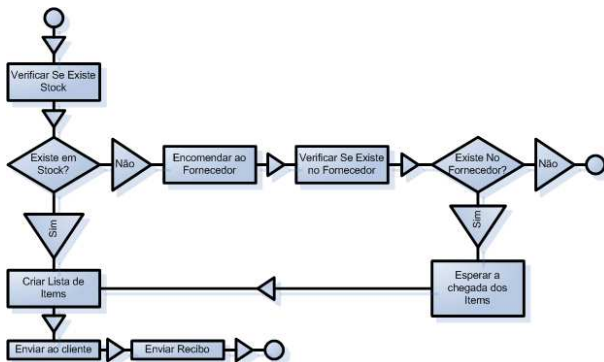 Verificar Se Existe
Stock
Existe em
Stock?
Não
Encomendar ao
Fornecedor
Verificar Se Existe
no Fornecedor
Existe No
Fornecedor?
Não
Sim
Sim
Criar Lista de
Items
Esperar a
chegada dos
Items
Enviar ao cliente
Enviar Recibo